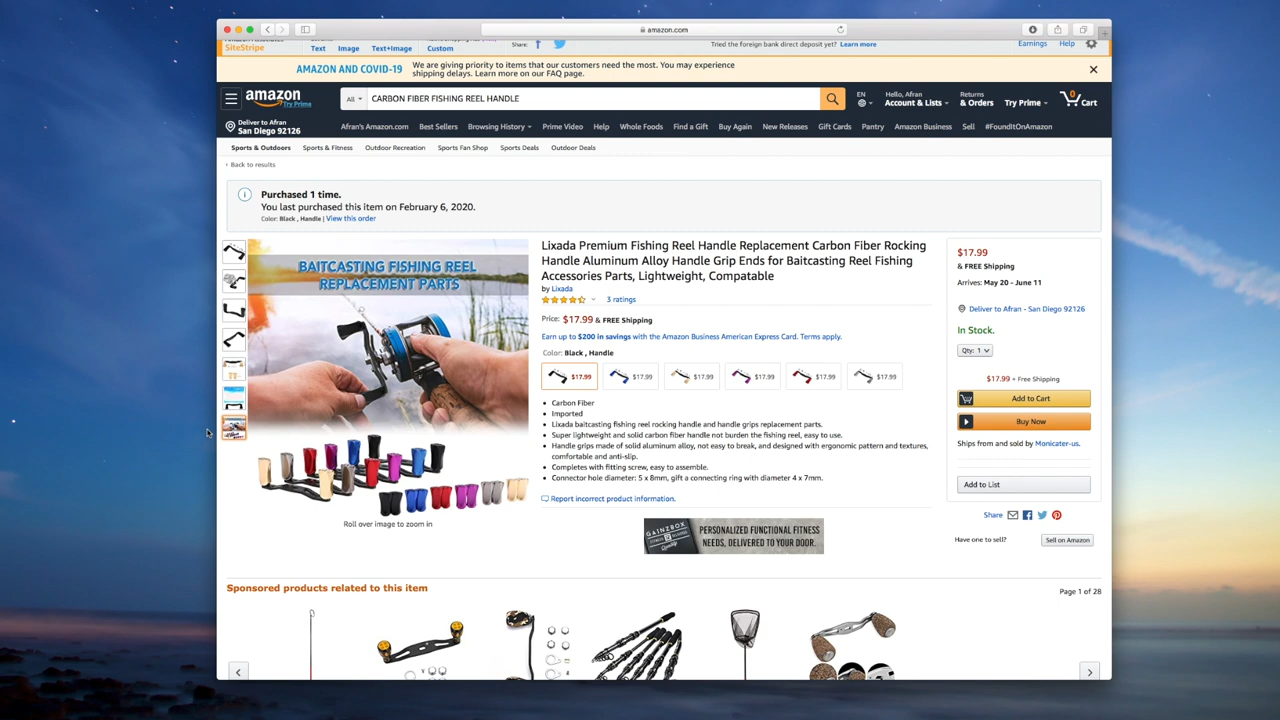 amazon.com
SiteStripe
Text Image Text+Image Custom
Share:
Tried the foreign bank direct deposit yet? Learn more
Earnings Help
AMAZON AND COVID-19
We are giving priority to items that our customers need the most. You may experience
shipping delays. Learn more on our FAQ page.
amazon
Try Prime
All
CARBON FIBER FISHING REEL HANDLE
EN
Hello, Afran
Account & Lists
Returns
& Orders
Try Prime
0
Cart
Deliver to Afran
San Diego 92126
Afran's Amazon.com Best Sellers Browsing History Prime Video Help Whole Foods Find a Gift Buy Again New Releases Gift Cards Pantry Amazon Business Sell #FoundItOnAmazon
Sports & Outdoors Sports & Fitness Outdoor Recreation Sports Fan Shop Sports Deals Outdoor Deals
‹ Back to results
Purchased 1 time.
You last purchased this item on February 6, 2020.
Color: Black , Handle | View this order
BAITCASTING FISHING REEL
REPLACEMENT PARTS
Roll over image to zoom in
Lixada Premium Fishing Reel Handle Replacement Carbon Fiber Rocking
Handle Aluminum Alloy Handle Grip Ends for Baitcasting Reel Fishing
Accessories Parts, Lightweight, Compatable
by Lixada
3 ratings
Price: $17.99 & FREE Shipping
Earn up to $200 in savings with the Amazon Business American Express Card. Terms apply.
Color: Black , Handle
$17.99 $17.99 $17.99 $17.99 $17.99 $17.99
• Carbon Fiber
• Imported
• Lixada baitcasting fishing reel rocking handle and handle grips replacement parts.
• Super lightweight and solid carbon fiber handle not burden the fishing reel, easy to use.
• Handle grips made of solid aluminum alloy, not easy to break, and designed with ergonomic pattern and textures,
comfortable and anti-slip.
• Completes with fitting screw, easy to assemble.
• Connector hole diameter: 5 x 8mm, gift a connecting ring with diameter 4 x 7mm.
Report incorrect product information.
GAINZBOX
PERSONALIZED FUNCTIONAL FITNESS
NEEDS, DELIVERED TO YOUR DOOR.
$17.99
& FREE Shipping
Arrives: May 20 - June 11
Deliver to Afran - San Diego 92126
In Stock.
Qty: 1
$17.99 + Free Shipping
Add to Cart
Buy Now
Ships from and sold by Monicater-us.
Add to List
Share
Have one to sell?
Sell on Amazon
Sponsored products related to this item
Page 1 of 28